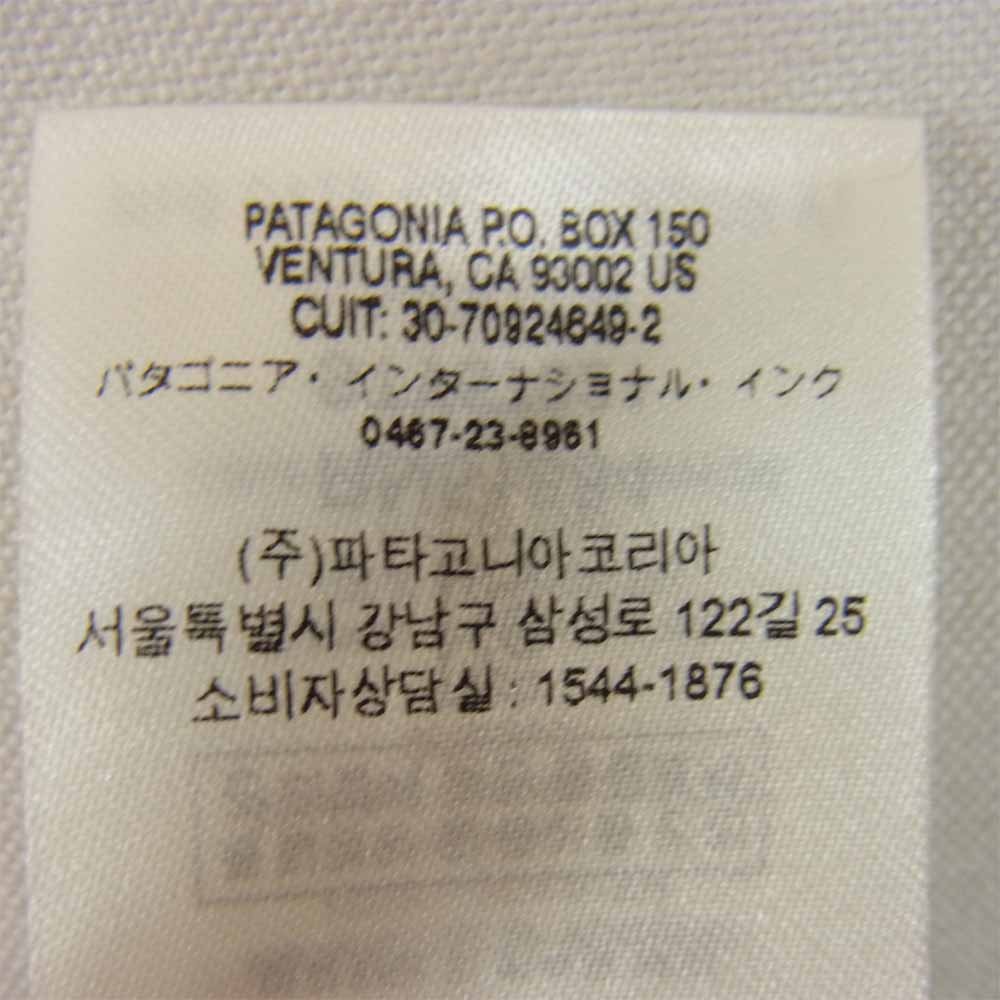 PATAGONIA P.O. BOX 150
VENTURA, CA 93002 US
CUIT: 30-70924649-2
パタゴニア・インターナショナル・インク
0467-23-8961
(주)파타고니아코리아
서울특별시 강남구 삼성로 122길 25
소비자상담실 : 1544-1876